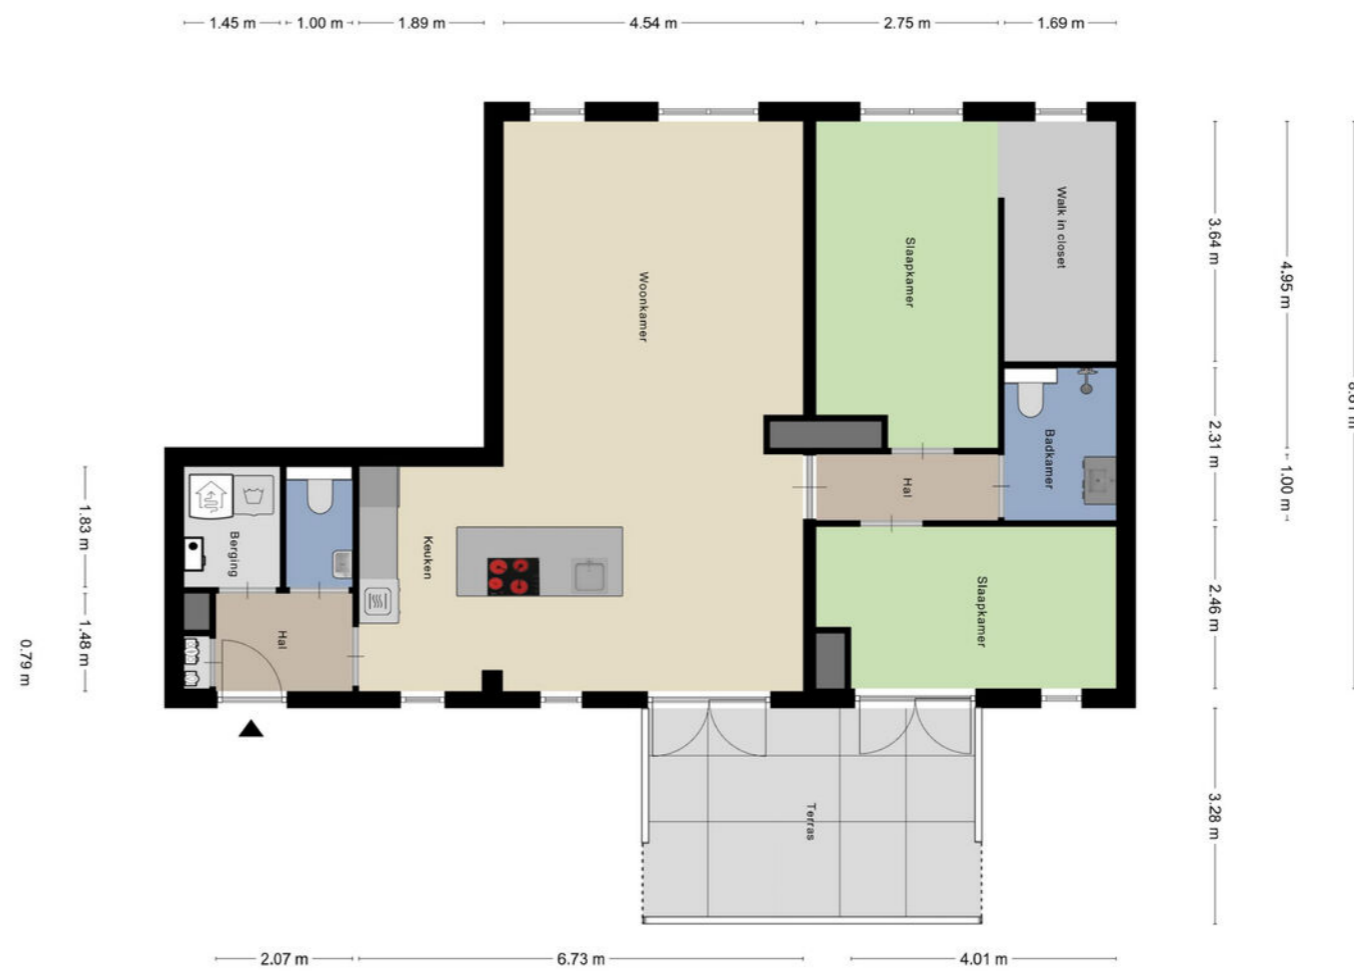 1.45 m
1.00 m
1.89 m
4.54 m
2.75 m
1.69 m
Woonkamer
Slaapkamer
Walk in closet
3.64 m
4.95 m
2.31 m
1.00 m
Badkamer
Hal
Keuken
Berging
1.83 m
Hal
1.48 m
0.79 m
Slaapkamer
2.46 m
Terras
3.28 m
2.07 m
6.73 m
4.01 m